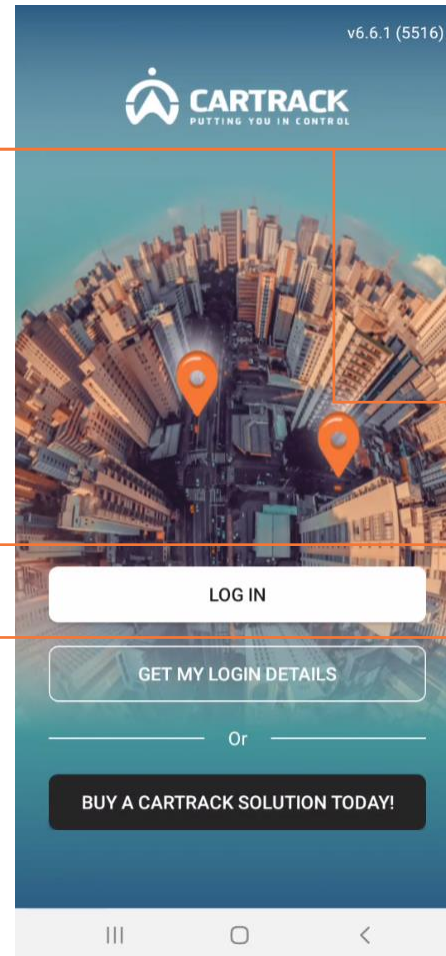 v6.6.1 (5516)
CARTRACK
PUTTING YOU IN CONTROL
LOG IN
GET MY LOGIN DETAILS
Or
BUY A CARTRACK SOLUTION TODAY!